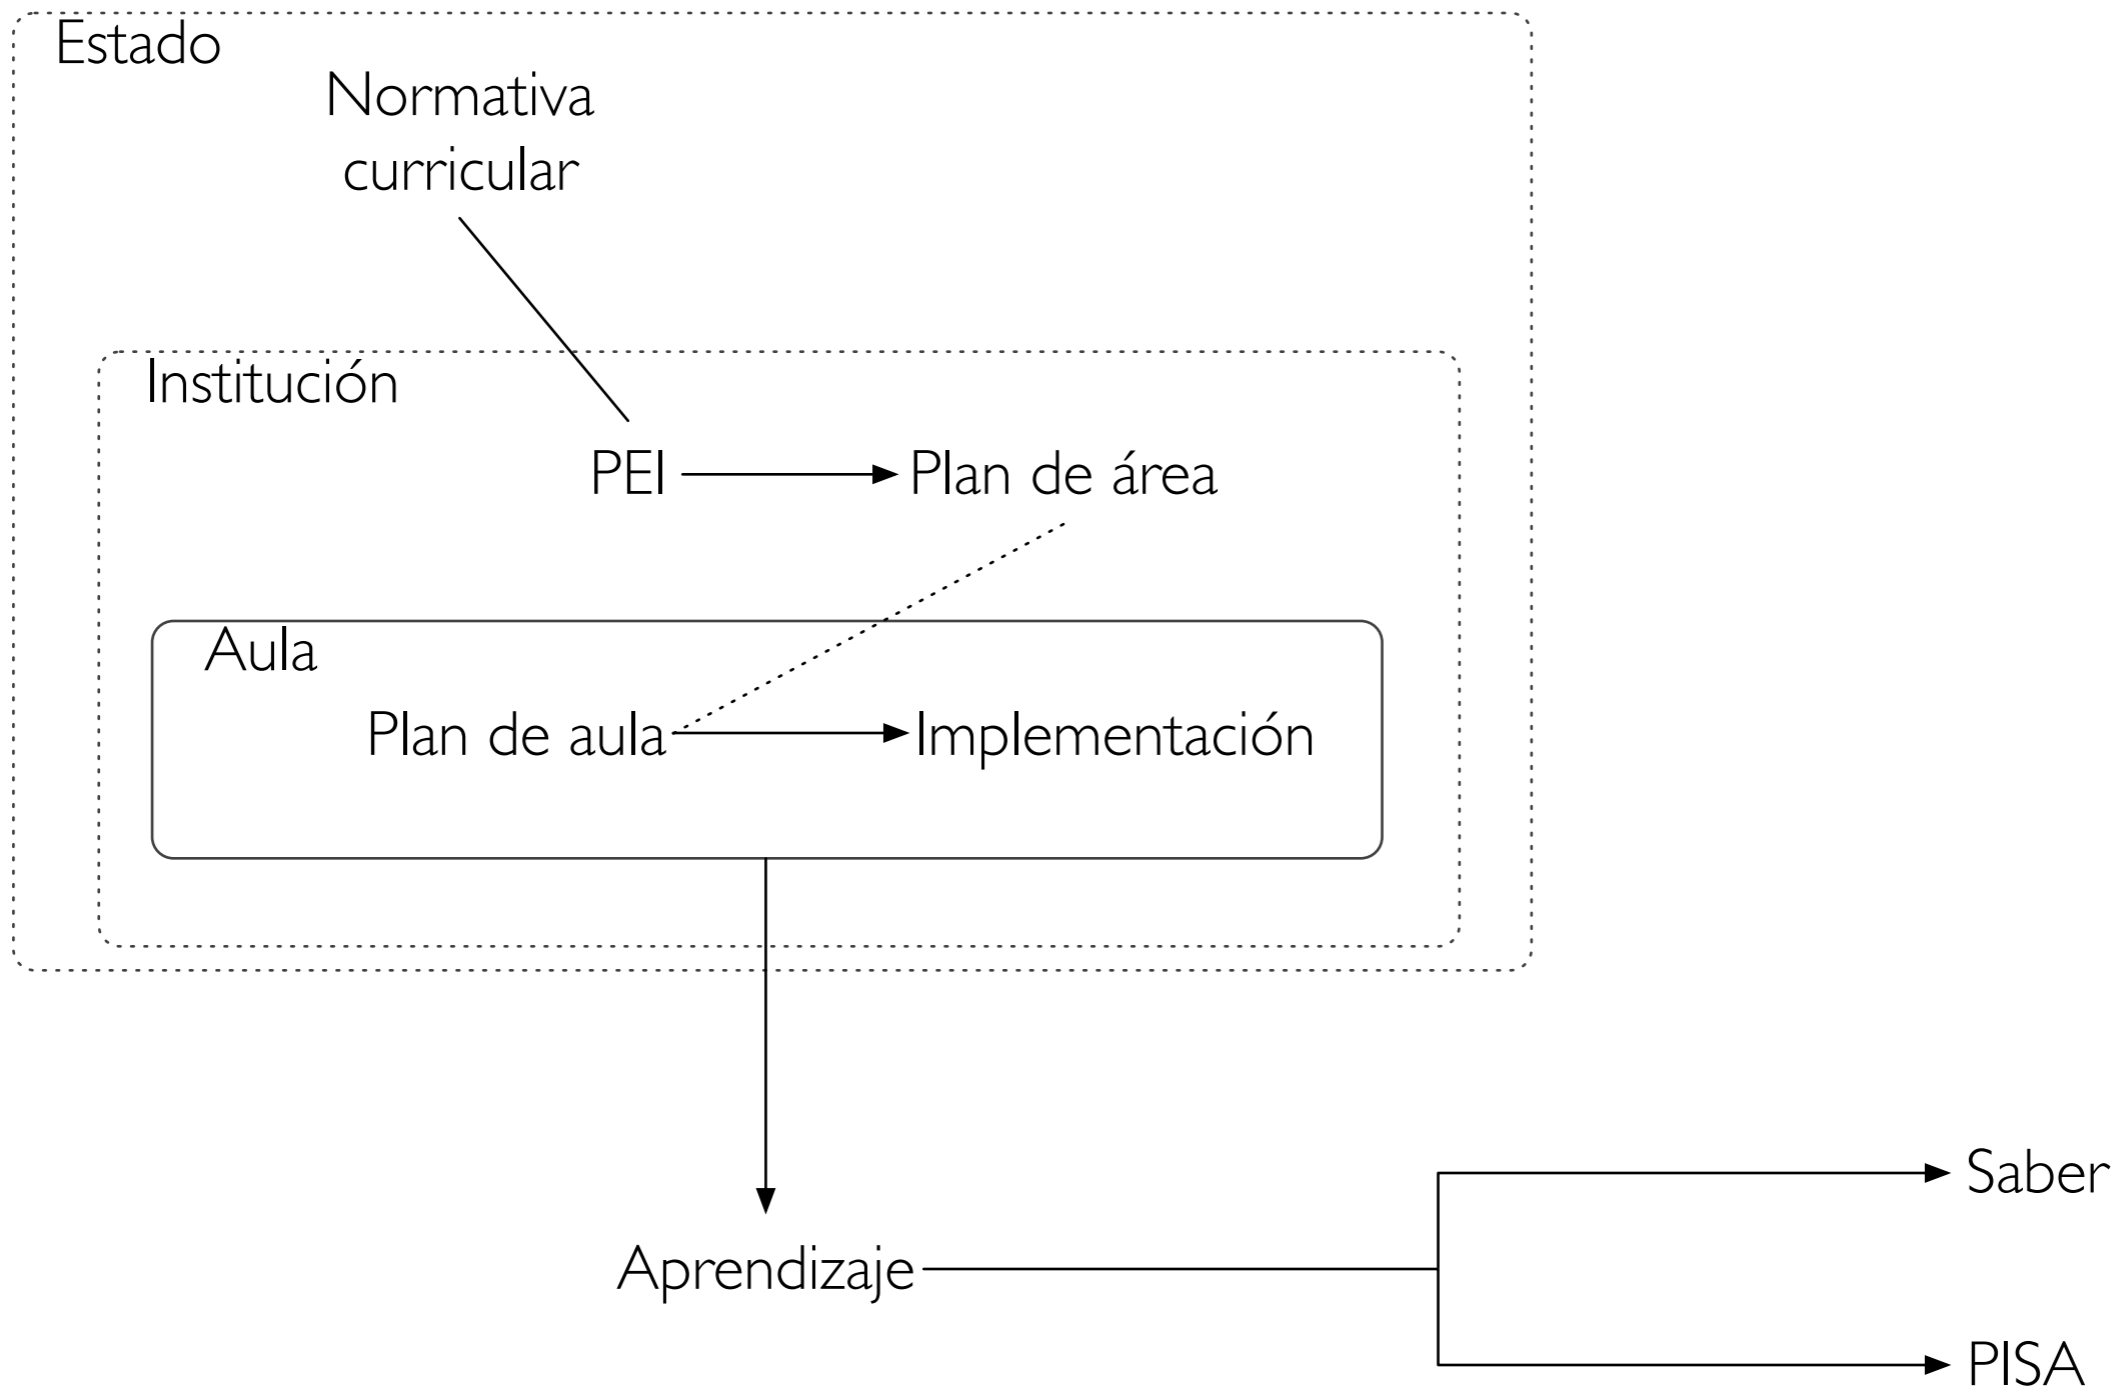 Estado
Normativa
curricular
Institución
PEI
Plan de área
Aula
Plan de aula
Implementación
Saber
Aprendizaje
PISA